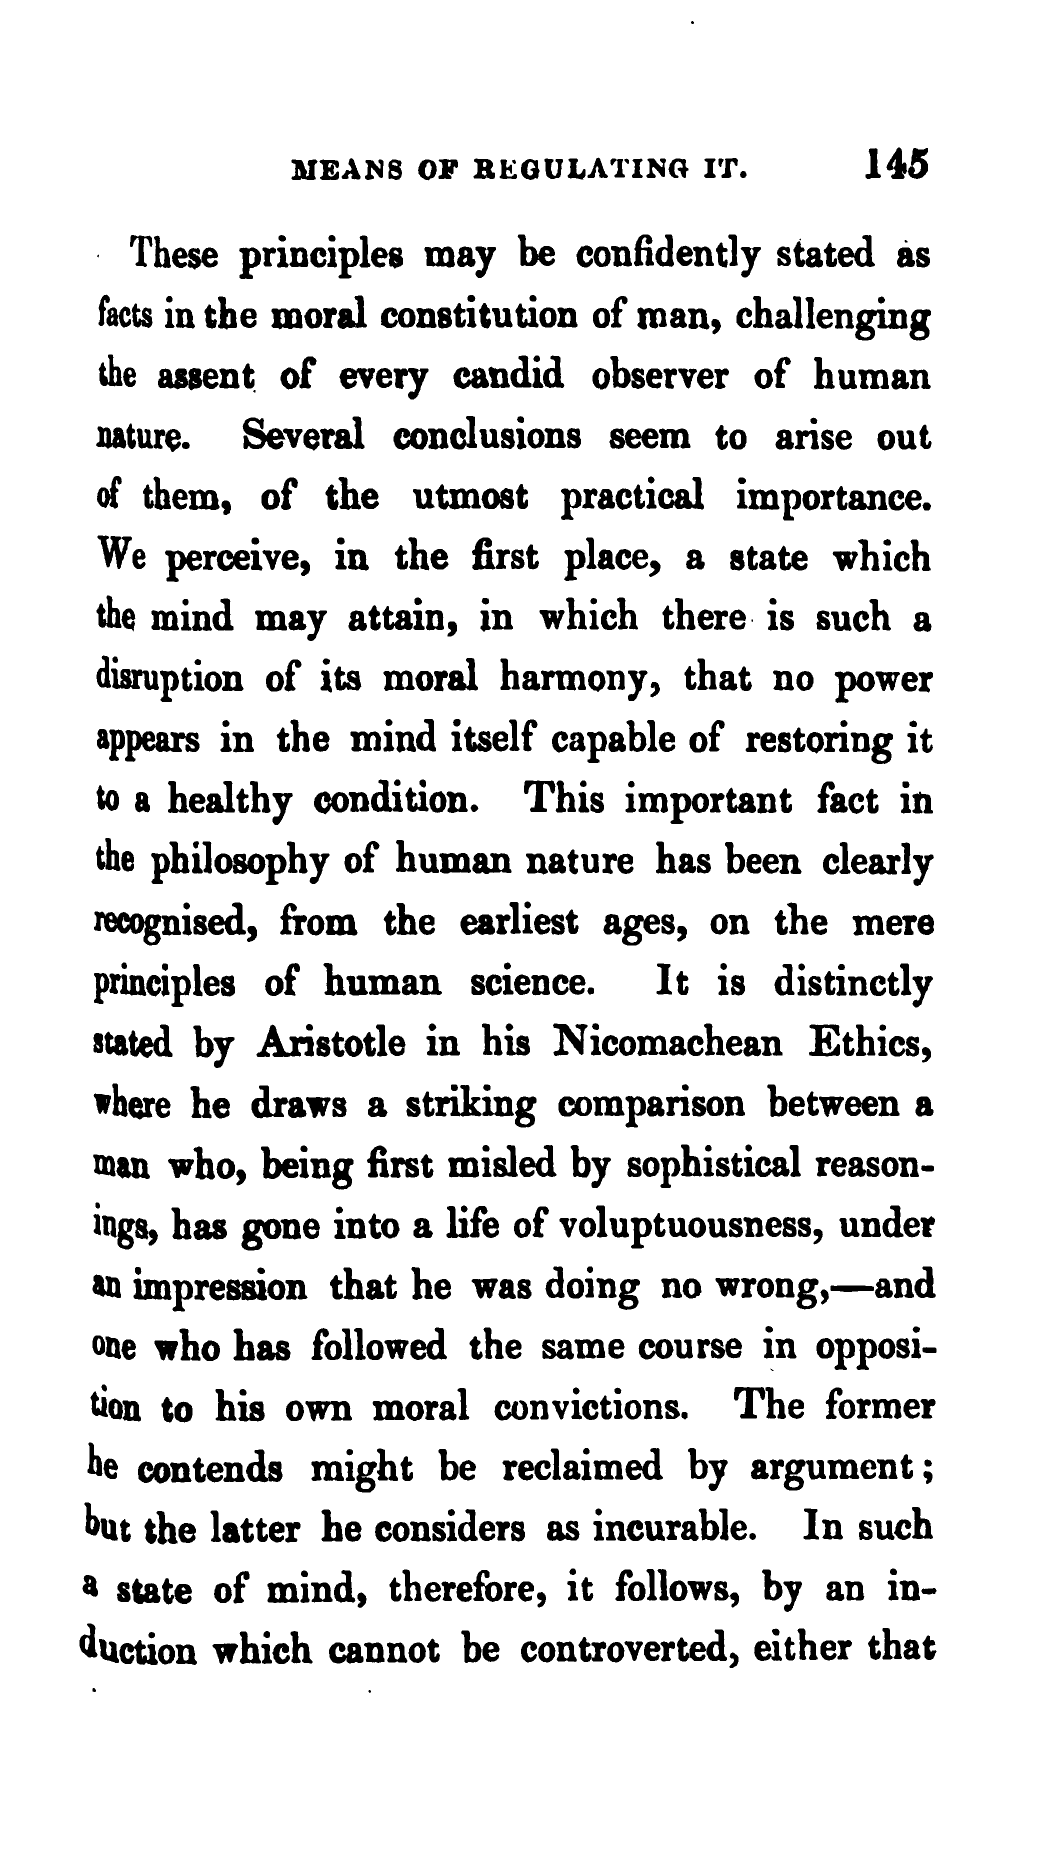 MEANS OF REGULATING IT. 145
These principles may be confidently stated as
facts in the moral constitution of man, challenging
the assent of every candid observer of human
nature. Several conclusions seem to arise out
of them, of the utmost practical importance.
We perceive, in the first place, a state which
the mind may attain, in which there is such a
disruption of its moral harmony, that no power
appears in the mind itself capable of restoring it
to a healthy condition. This important fact in
the philosophy of human nature has been clearly
recognised, from the earliest ages, on the mere
principles of human science. It is distinctly
stated by Aristotle in his Nicomachean Ethics,
where he draws a striking comparison between a
man who, being first misled by sophistical reason-
ings, has gone into a life of voluptuousness, under
an impression that he was doing no wrong,—and
one who has followed the same course in opposi-
tion to his own moral convictions. The former
he contends might be reclaimed by argument;
but the latter he considers as incurable. In such
a state of mind, therefore, it follows, by an in-
duction which cannot be controverted, either that